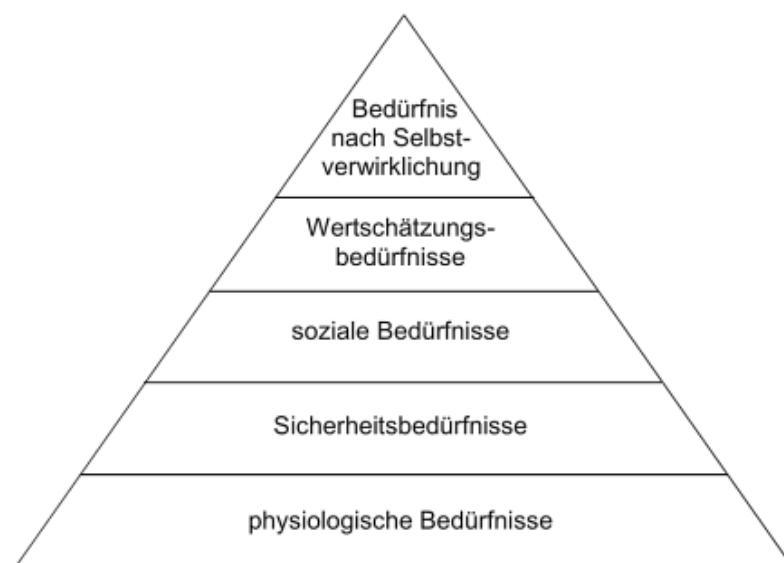 Bedürfnis
nach Selbst-
verwirklichung
Wertschätzungs-
bedürfnisse
soziale Bedürfnisse
Sicherheitsbedürfnisse
physiologische Bedürfnisse